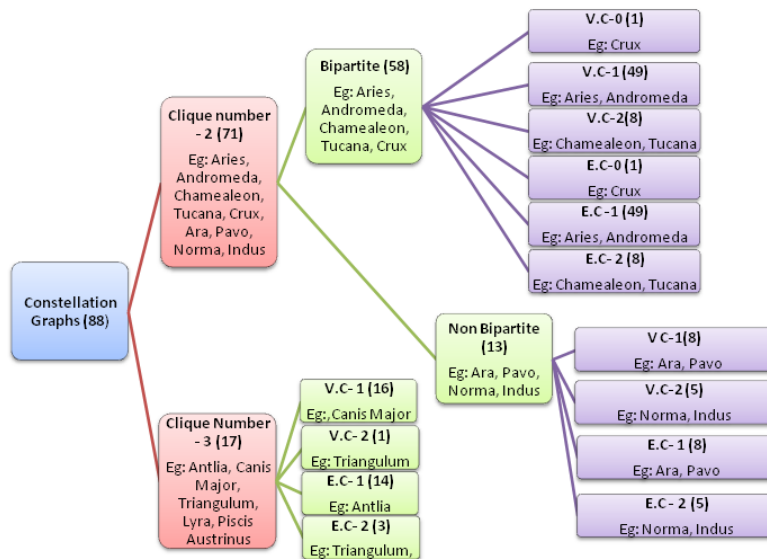 Constellation
Graphs (88)
Clique number
- 2 (71)
Eg: Aries,
Andromeda,
Chamealeon,
Tucana, Crux,
Ara, Pavo,
Norma, Indus
Clique Number
- 3 (17)
Eg: Antlia, Canis
Major,
Triangulum,
Lyra, Piscis
Austrinus
Bipartite (58)
Eg: Aries,
Andromeda,
Chamealeon,
Tucana, Crux
Non Bipartite
(13)
Eg: Ara, Pavo,
Norma, Indus
V.C-0 (1)
Eg: Crux
V.C-1 (49)
Eg: Aries, Andromeda
V.C-2(8)
Eg: Chamealeon, Tucana
E.C-0 (1)
Eg: Crux
E.C-1 (49)
Eg: Aries, Andromeda
E.C- 2 (8)
Eg: Chamealeon, Tucana
V C-1(8)
Eg: Ara, Pavo
V.C-2 (5)
Eg: Norma, Indus
E.C- 1 (8)
Eg: Ara, Pavo
E.C - 2 (5)
Eg: Norma, Indus
V.C- 1 (16)
Eg:,Canis Major
V.C- 2 (1)
Eg: Triangulum
E.C- 1 (14)
Eg: Antlia
E.C- 2 (3)
Eg: Triangulum,